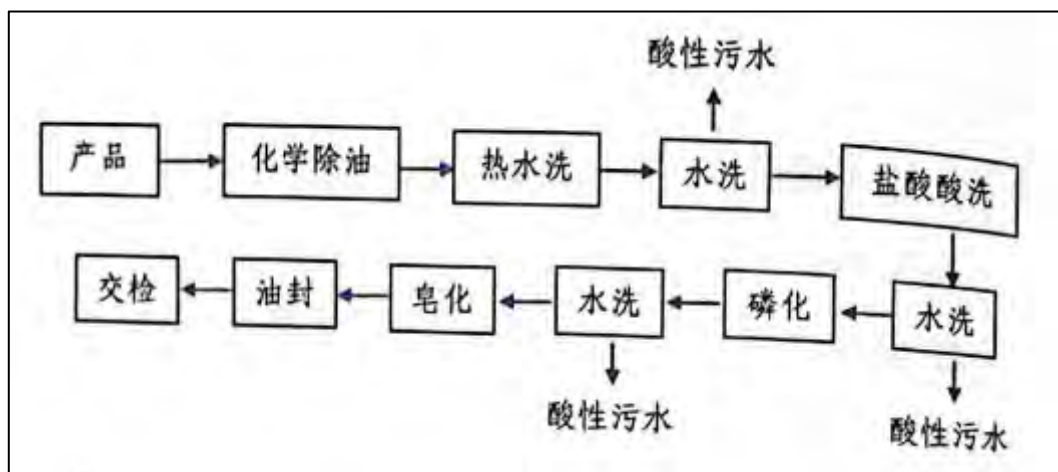 酸性污水
产品
化学除油
热水洗
水洗
盐酸酸洗
交检
油封
皂化
水洗
磷化
水洗
酸性污水
酸性污水